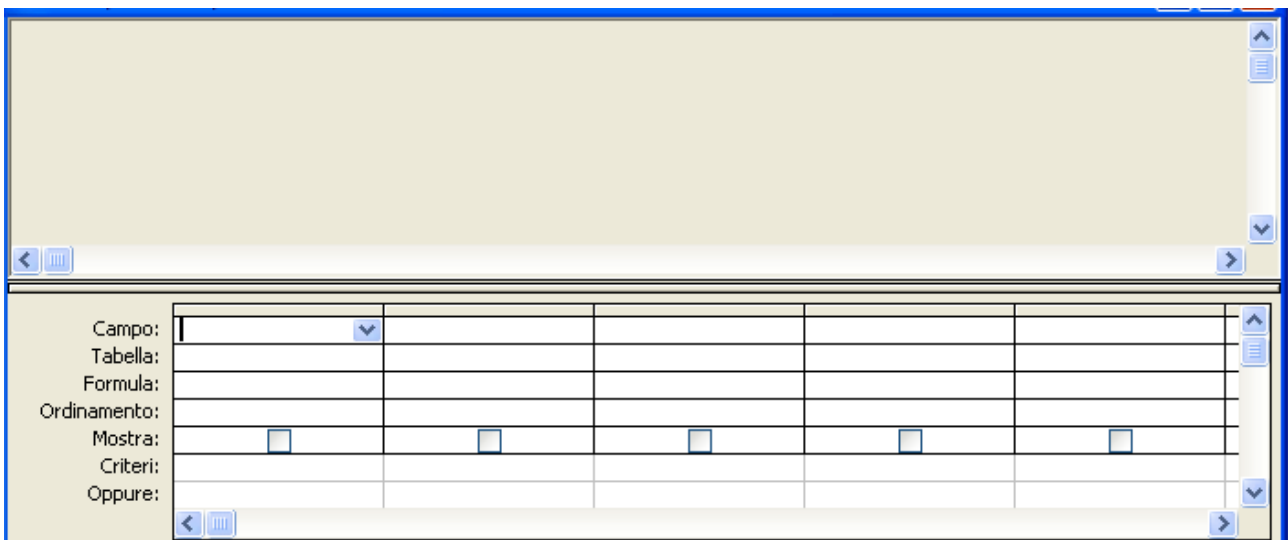 Campo:
Tabella:
Formula:
Ordinamento:
Mostra:
Criteri:
Oppure: